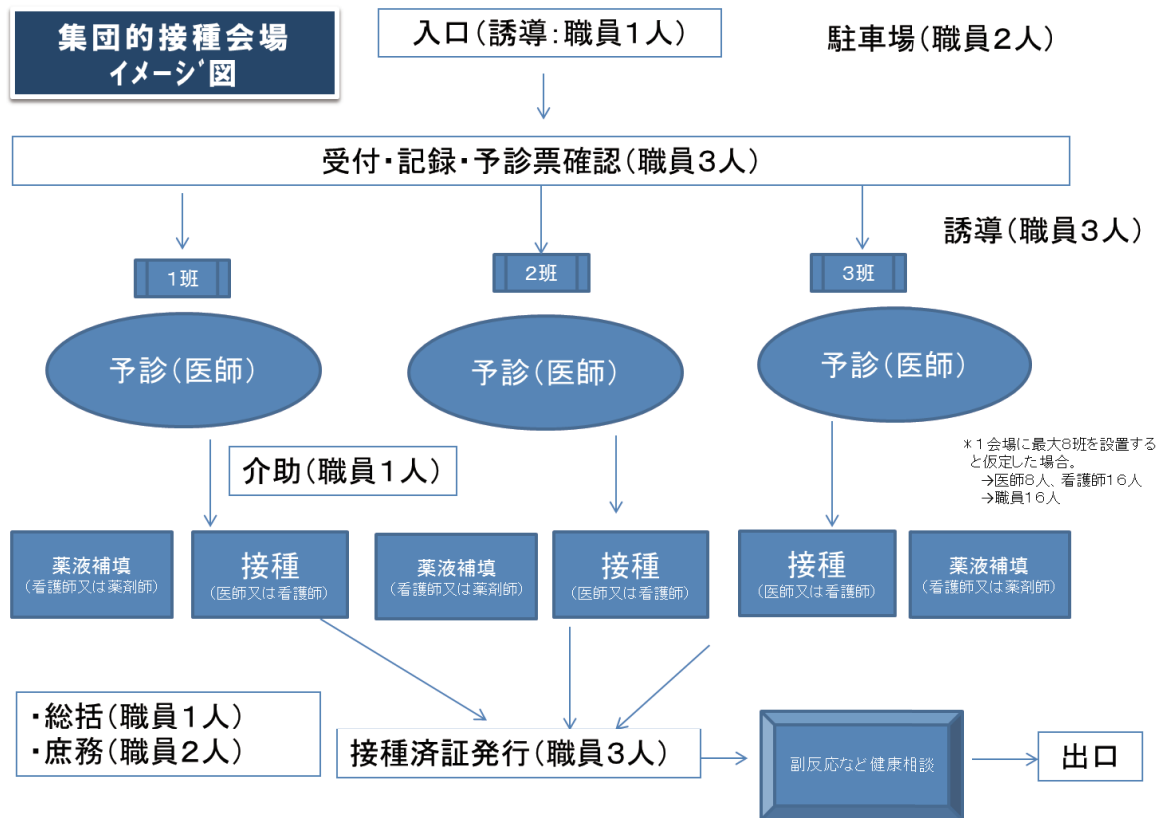 集団的接種会場
イメージ図
入口(誘導:職員1人)
駐車場(職員2人)
受付・記録・予診票確認(職員3人)
誘導(職員3人)
1班
2班
3班
予診(医師)
予診(医師)
予診(医師)
介助(職員1人)
*1会場に最大8班を設置する
と仮定した場合。
→医師8人、看護師16人
→職員16人
薬液補填
(看護師又は薬剤師)
接種
(医師又は看護師)
薬液補填
(看護師又は薬剤師)
接種
(医師又は看護師)
接種
(医師又は看護師)
薬液補填
(看護師又は薬剤師)
・総括(職員1人)
・庶務(職員2人)
接種済証発行(職員3人)
副反応など健康相談
出口